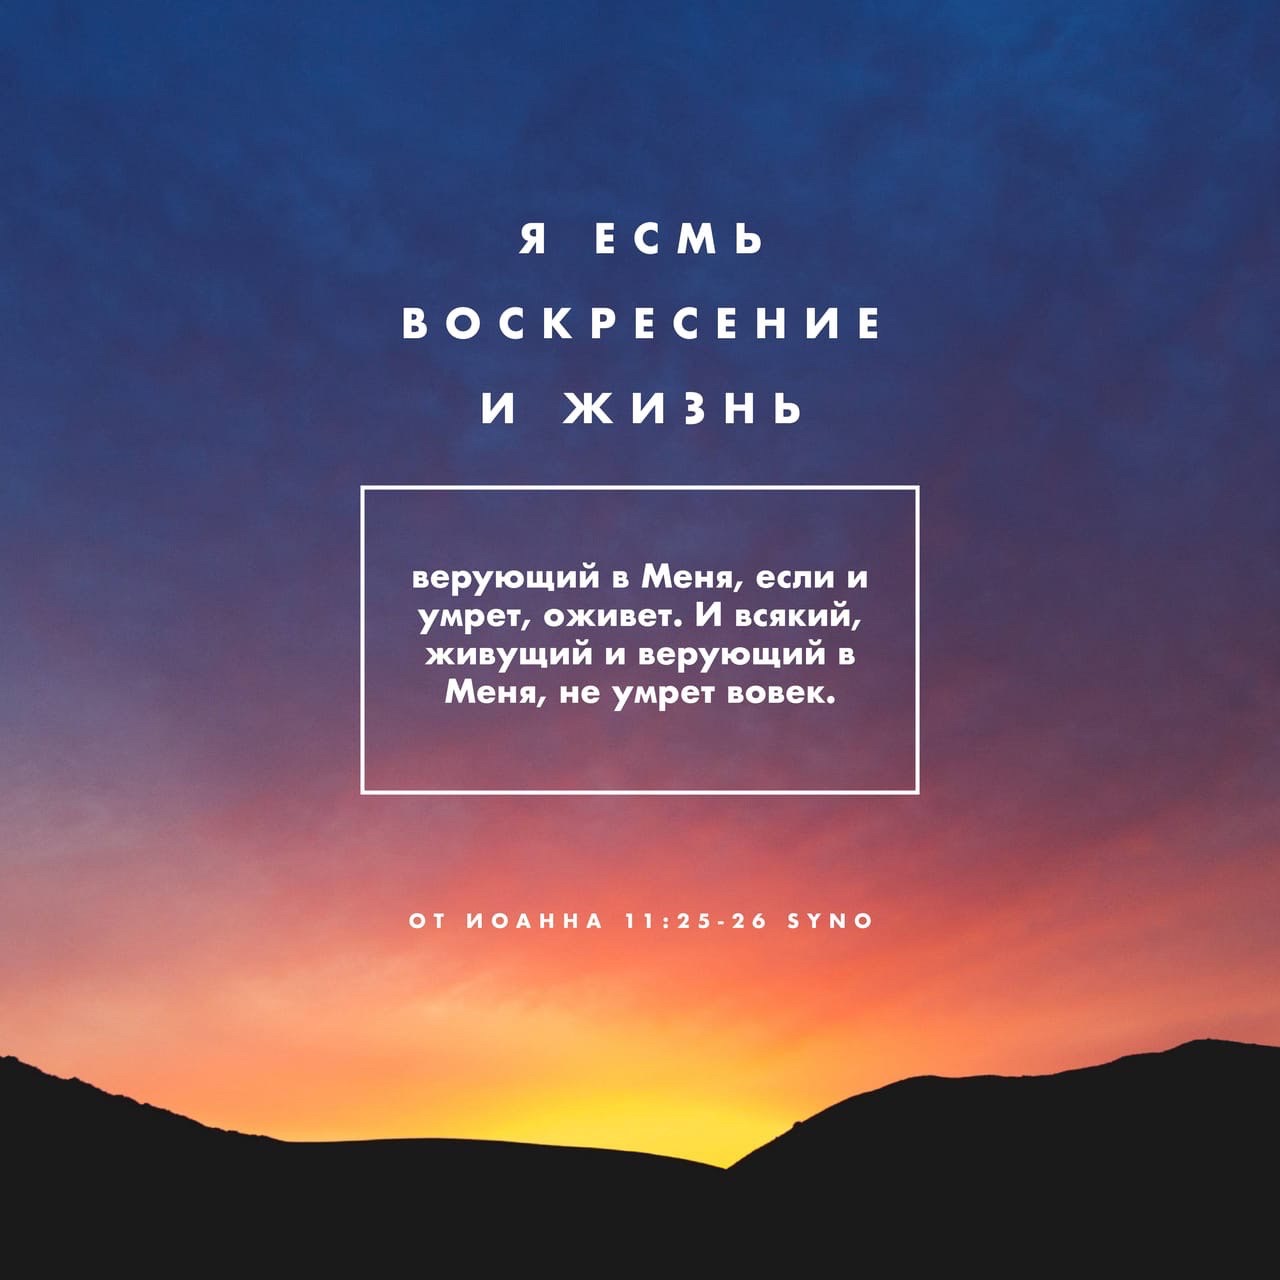 Я ЕСМЬ
ВОСКРЕСЕНИЕ
И ЖИЗНЬ
верующий в Меня, если и
умрет, оживет. И всякий,
живущий и верующий в
Меня, не умрет вовек.
ОТ ИОАННА 11:25-26 SYNO